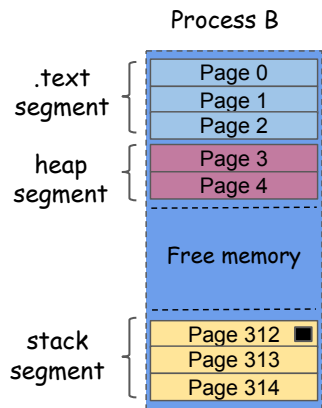 Process B
.text
segment
Page 0
Page 1
Page 2
heap
segment
Page 3
Page 4
Free memory
stack
segment
Page 312
Page 313
Page 314